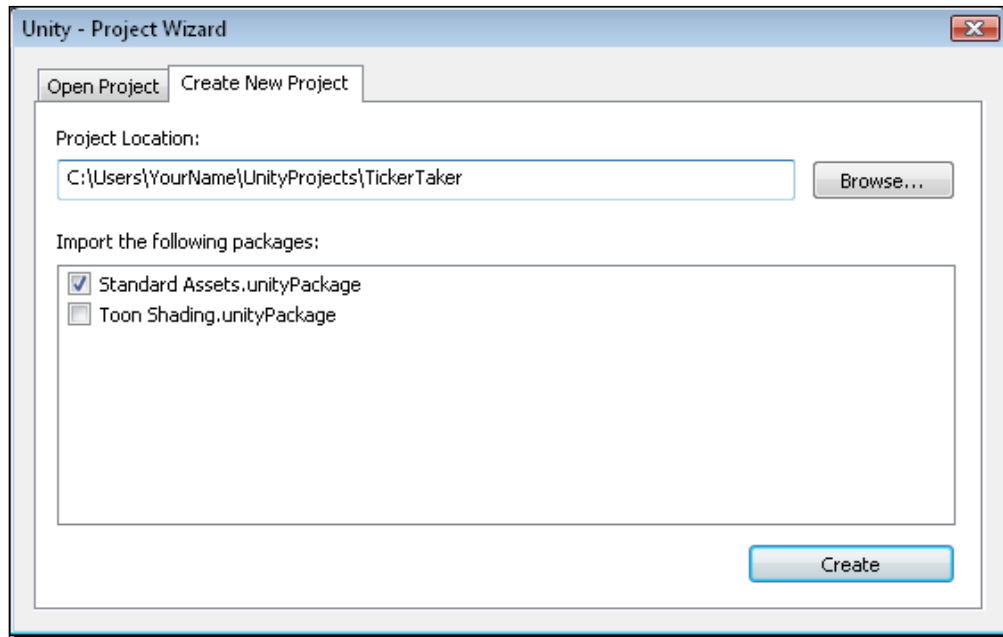 Unity - Project Wizard
Open Project
Create New Project
Project Location:
C:\Users\YourName\UnityProjects\TickerTaker
Browse...
Import the following packages:
Standard Assets.unityPackage
Toon Shading.unityPackage
Create